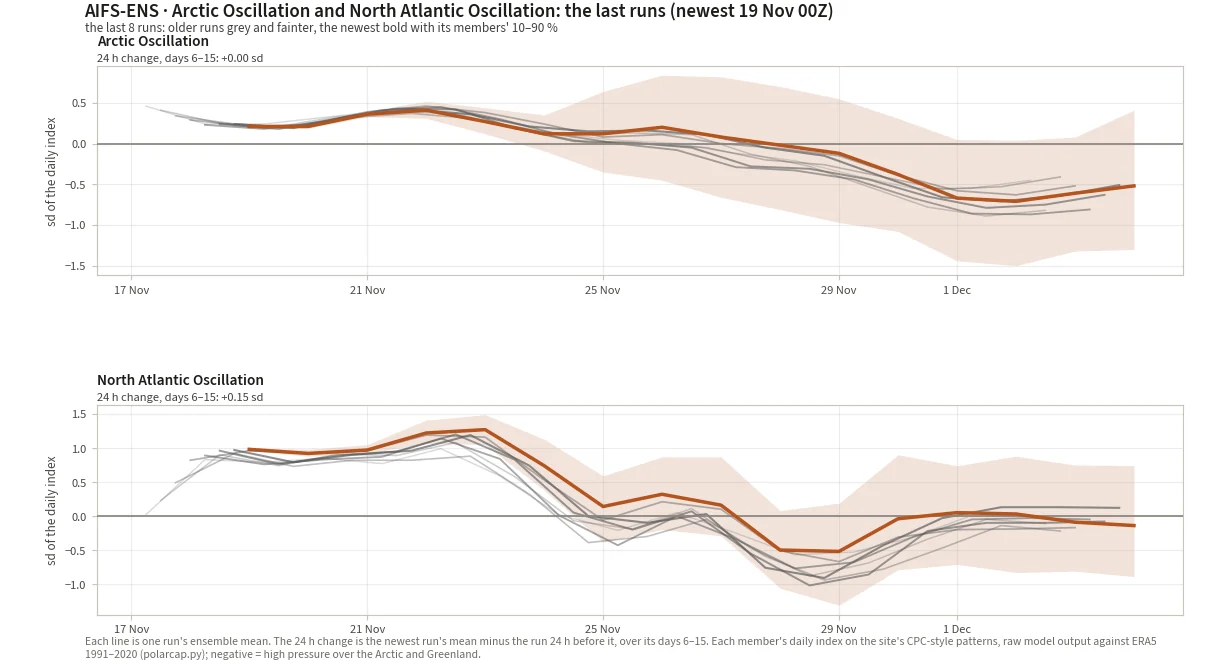 AIFS-ENS · Arctic Oscillation and North Atlantic Oscillation: the last runs (newest 19 Nov 00Z)
the last 8 runs: older runs grey and fainter, the newest bold with its members' 10–90 %
Arctic Oscillation
24 h change, days 6–15: +0.00 sd
sd of the daily index
0.5
0.0
−0.5
−1.0
−1.5
17 Nov
21 Nov
25 Nov
29 Nov
1 Dec
North Atlantic Oscillation
24 h change, days 6–15: +0.15 sd
sd of the daily index
1.5
1.0
0.5
0.0
−0.5
−1.0
17 Nov
21 Nov
25 Nov
29 Nov
1 Dec
Each line is one run's ensemble mean. The 24 h change is the newest run's mean minus the run 24 h before it, over its days 6–15. Each member's daily index on the site's CPC-style patterns, raw model output against ERA5
1991–2020 (polarcap.py); negative = high pressure over the Arctic and Greenland.